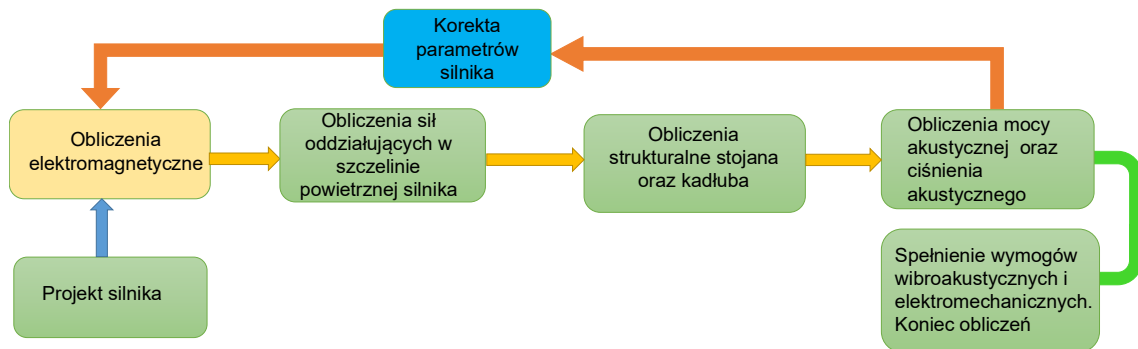 Korekta
parametrów
silnika
Obliczenia
elektromagnetyczne
Obliczenia sił
oddziałujących w
szczelinie
powietrznej silnika
Obliczenia
strukturalne stojana
oraz kadłuba
Obliczenia mocy
akustycznej oraz
ciśnienia
akustycznego
Projekt silnika
Spełnienie wymogów
wibroakustycznych i
elektromechanicznych.
Koniec obliczeń